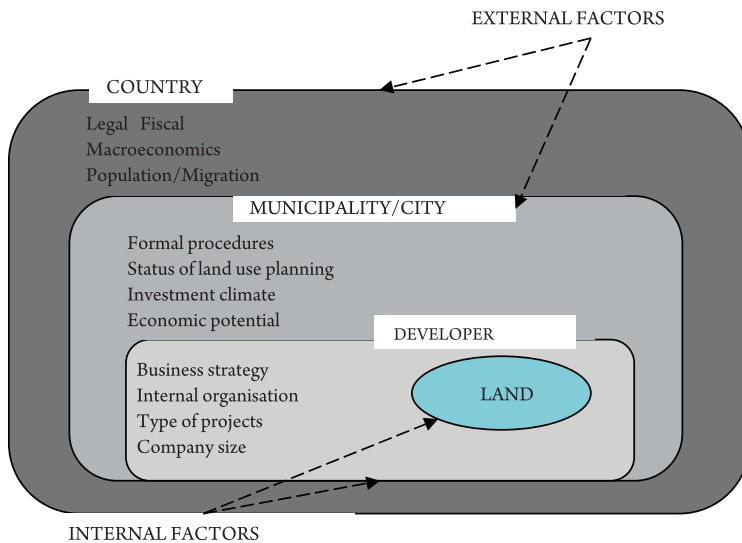 EXTERNAL FACTORS
COUNTRY
Legal Fiscal
Macroeconomics
Population/Migration
MUNICIPALITY/CITY
Formal procedures
Status of land use planning
Investment climate
Economic potential
DEVELOPER
Business strategy
Internal organisation
Type of projects
Company size
LAND
INTERNAL FACTORS